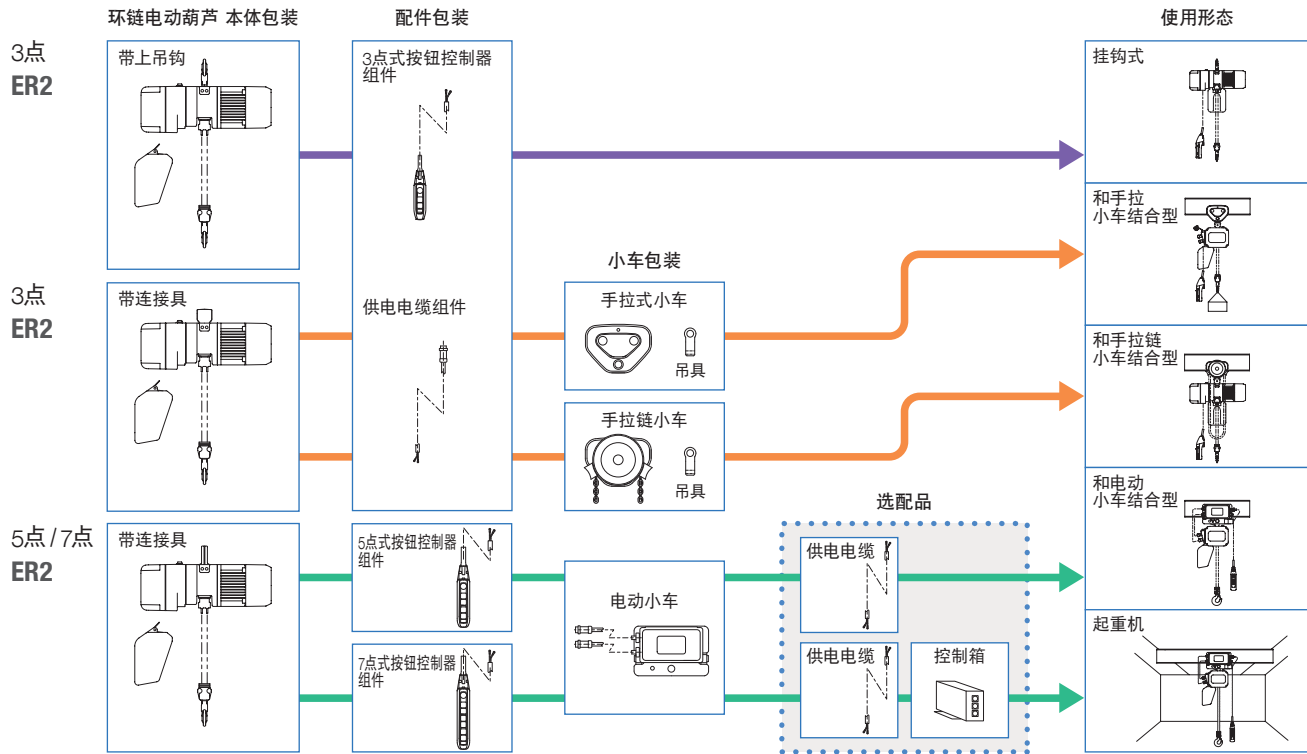 环链电动葫芦 本体包装
配件包装
使用形态
3点
ER2
带上吊钩
3点式按钮控制器
组件
挂钩式
和手拉
小车结合型
小车包装
3点
ER2
带连接具
供电电缆组件
手拉式小车
吊具
和手拉链
小车结合型
手拉链小车
吊具
选配品
和电动
小车结合型
5点/7点
ER2
带连接具
5点式按钮控制器
组件
电动小车
供电电缆
起重机
7点式按钮控制器
组件
供电电缆
控制箱